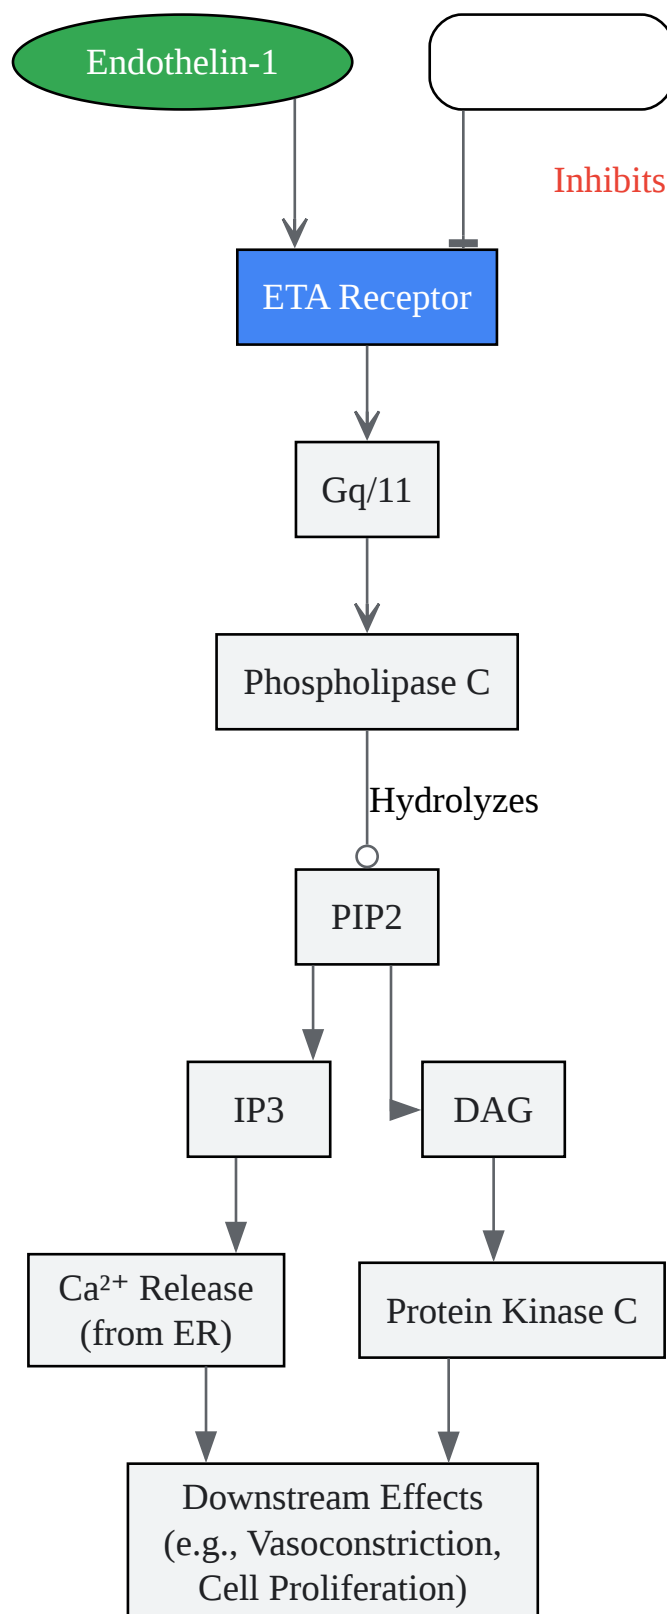 Endothelin-1
Inhibits
ETA Receptor
Gq/11
Phospholipase C
Hydrolyzes
PIP2
IP3
DAG
Ca²⁺ Release
(from ER)
Protein Kinase C
Downstream Effects
(e.g., Vasoconstriction,
Cell Proliferation)